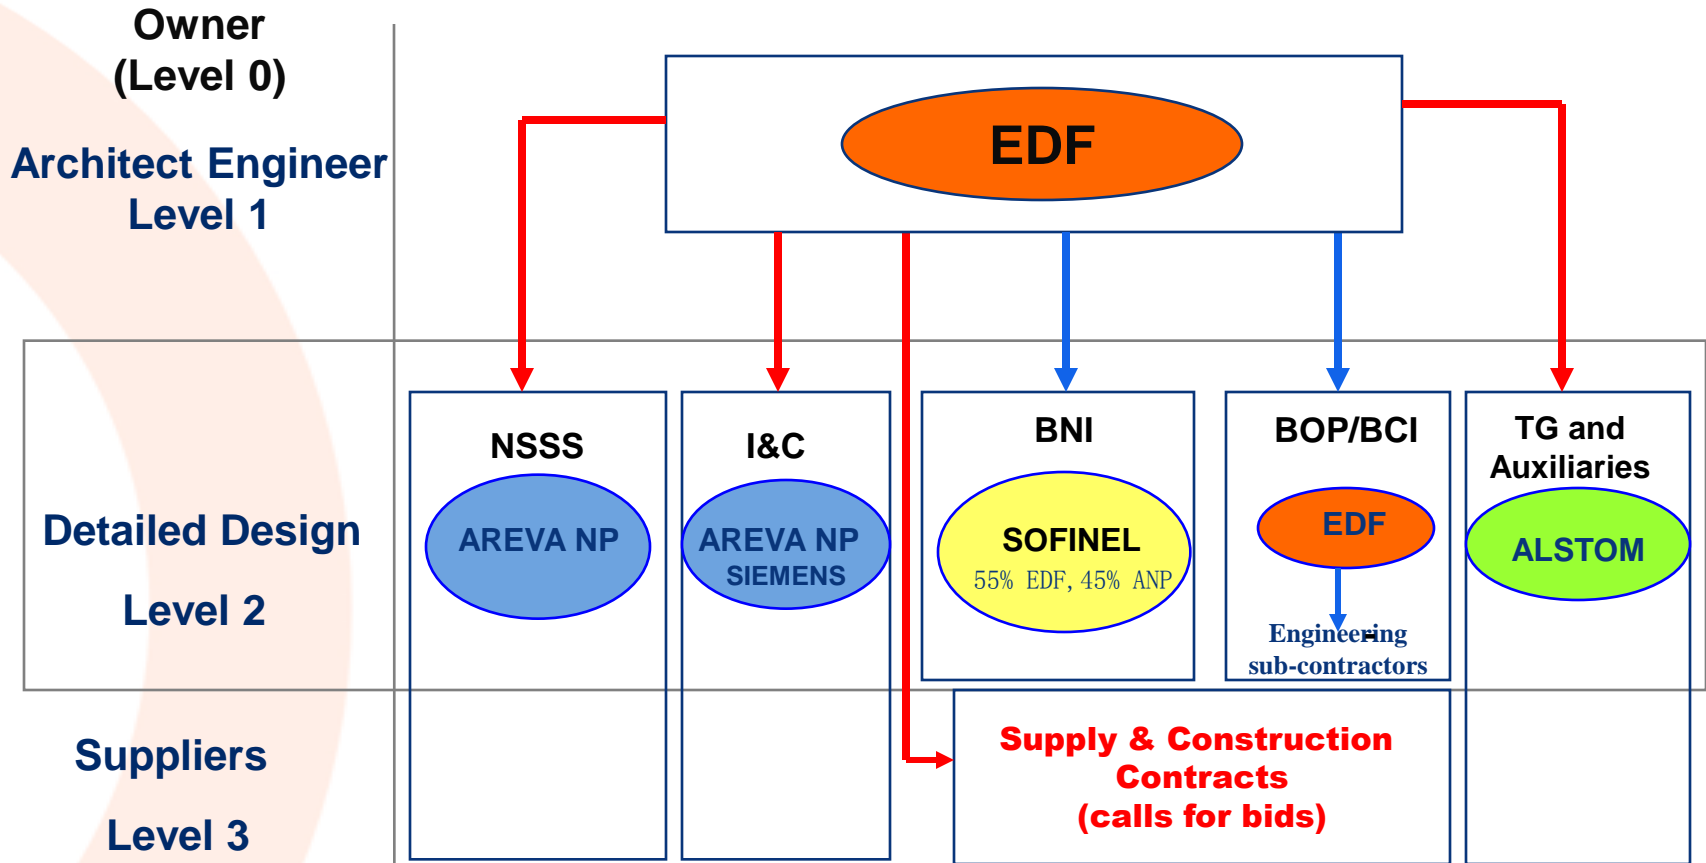 Owner
(Level 0)
Architect Engineer
Level 1
EDF
NSSS
AREVA NP
I&C
AREVA NP
SIEMENS
BNI
SOFINEL
55% EDF, 45% ANP
BOP/BCI
EDF
Engineering
sub-contractors
TG and
Auxiliaries
ALSTOM
Detailed Design
Level 2
Suppliers
Level 3
Supply & Construction
Contracts
(calls for bids)